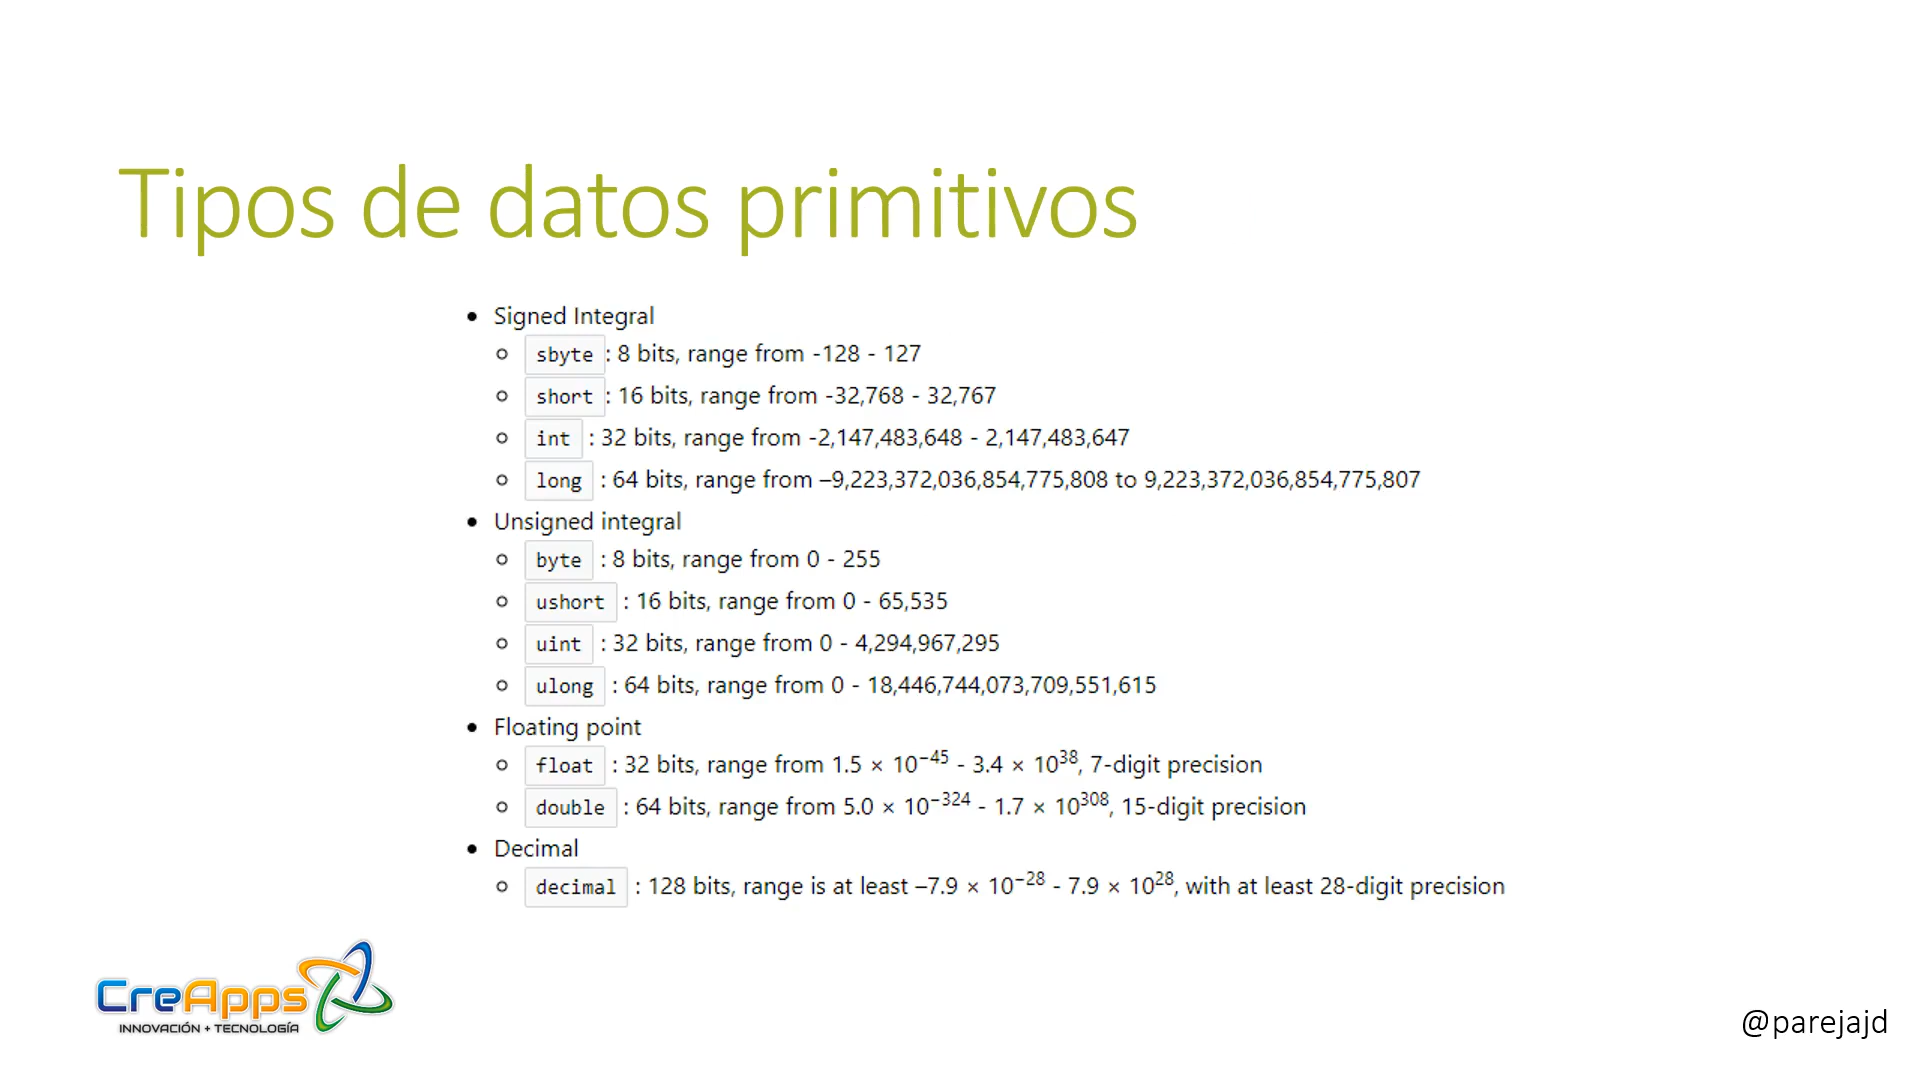 Tipos de datos primitivos
• Signed Integral
○ sbyte : 8 bits, range from -128 - 127
○ short : 16 bits, range from -32,768 - 32,767
○ int : 32 bits, range from -2,147,483,648 - 2,147,483,647
○ long : 64 bits, range from –9,223,372,036,854,775,808 to 9,223,372,036,854,775,807
• Unsigned integral
○ byte : 8 bits, range from 0 - 255
○ ushort : 16 bits, range from 0 - 65,535
○ uint : 32 bits, range from 0 - 4,294,967,295
○ ulong : 64 bits, range from 0 - 18,446,744,073,709,551,615
• Floating point
○ float : 32 bits, range from 1.5 × 10⁻⁴⁵ - 3.4 × 10³⁸, 7-digit precision
○ double : 64 bits, range from 5.0 × 10⁻³²⁴ - 1.7 × 10³⁰⁸, 15-digit precision
• Decimal
○ decimal : 128 bits, range is at least –7.9 × 10⁻²⁸ - 7.9 × 10²⁸, with at least 28-digit precision
CreApps
INNOVACIÓN + TECNOLOGÍA
@parejajd